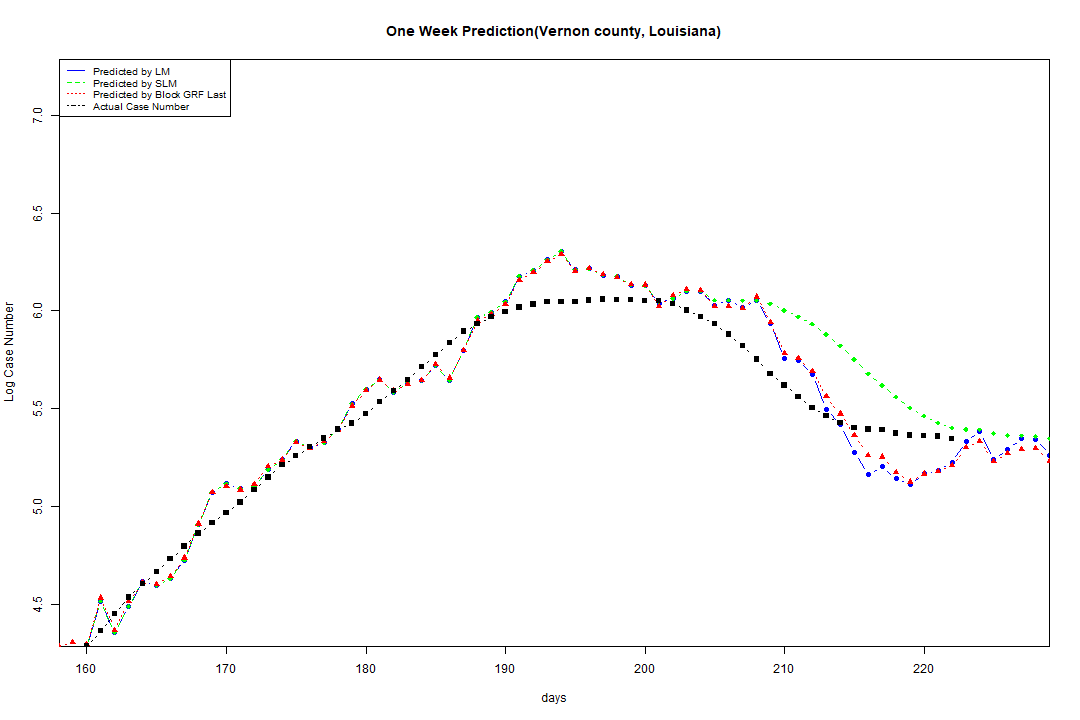 One Week Prediction(Vernon county, Louisiana)
Predicted by LM
Predicted by SLM
Predicted by Block GRF Last
Actual Case Number
7.0
6.5
6.0
5.5
5.0
4.5
Log Case Number
160 170 180 190 200 210 220
days